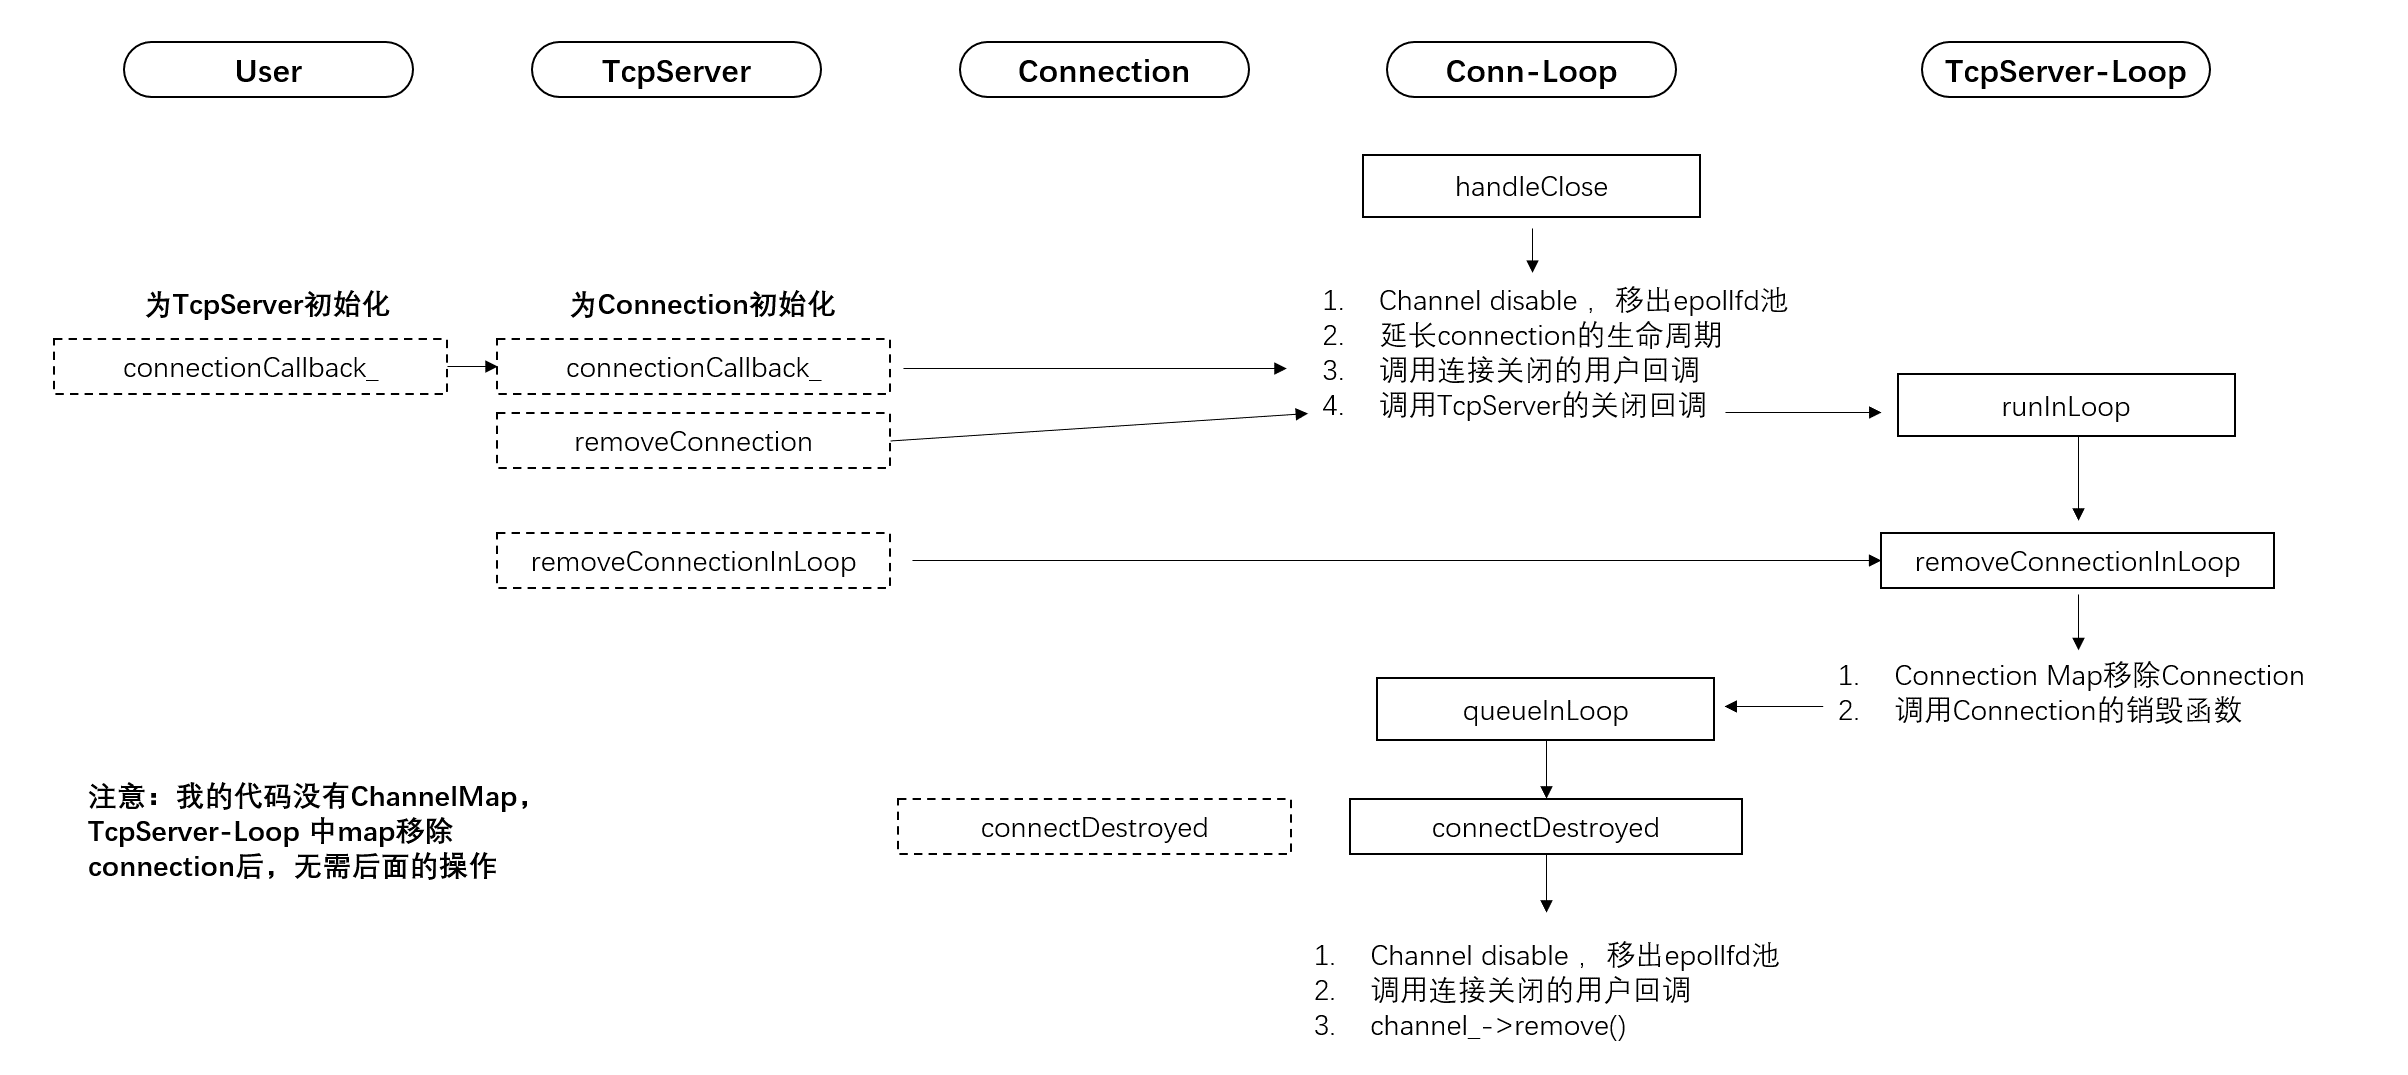 User
TcpServer
Connection
Conn-Loop
TcpServer-Loop
handleClose
为TcpServer初始化
为Connection初始化
connectionCallback_
connectionCallback_
removeConnection
1. Channel disable ，移出epollfd池
2. 延长connection的生命周期
3. 调用连接关闭的用户回调
4. 调用TcpServer的关闭回调
runInLoop
removeConnectionInLoop
removeConnectionInLoop
1. Connection Map移除Connection
2. 调用Connection的销毁函数
queueInLoop
注意：我的代码没有ChannelMap，
TcpServer-Loop 中map移除
connection后，无需后面的操作
connectDestroyed
connectDestroyed
1. Channel disable ，移出epollfd池
2. 调用连接关闭的用户回调
3. channel_->remove()